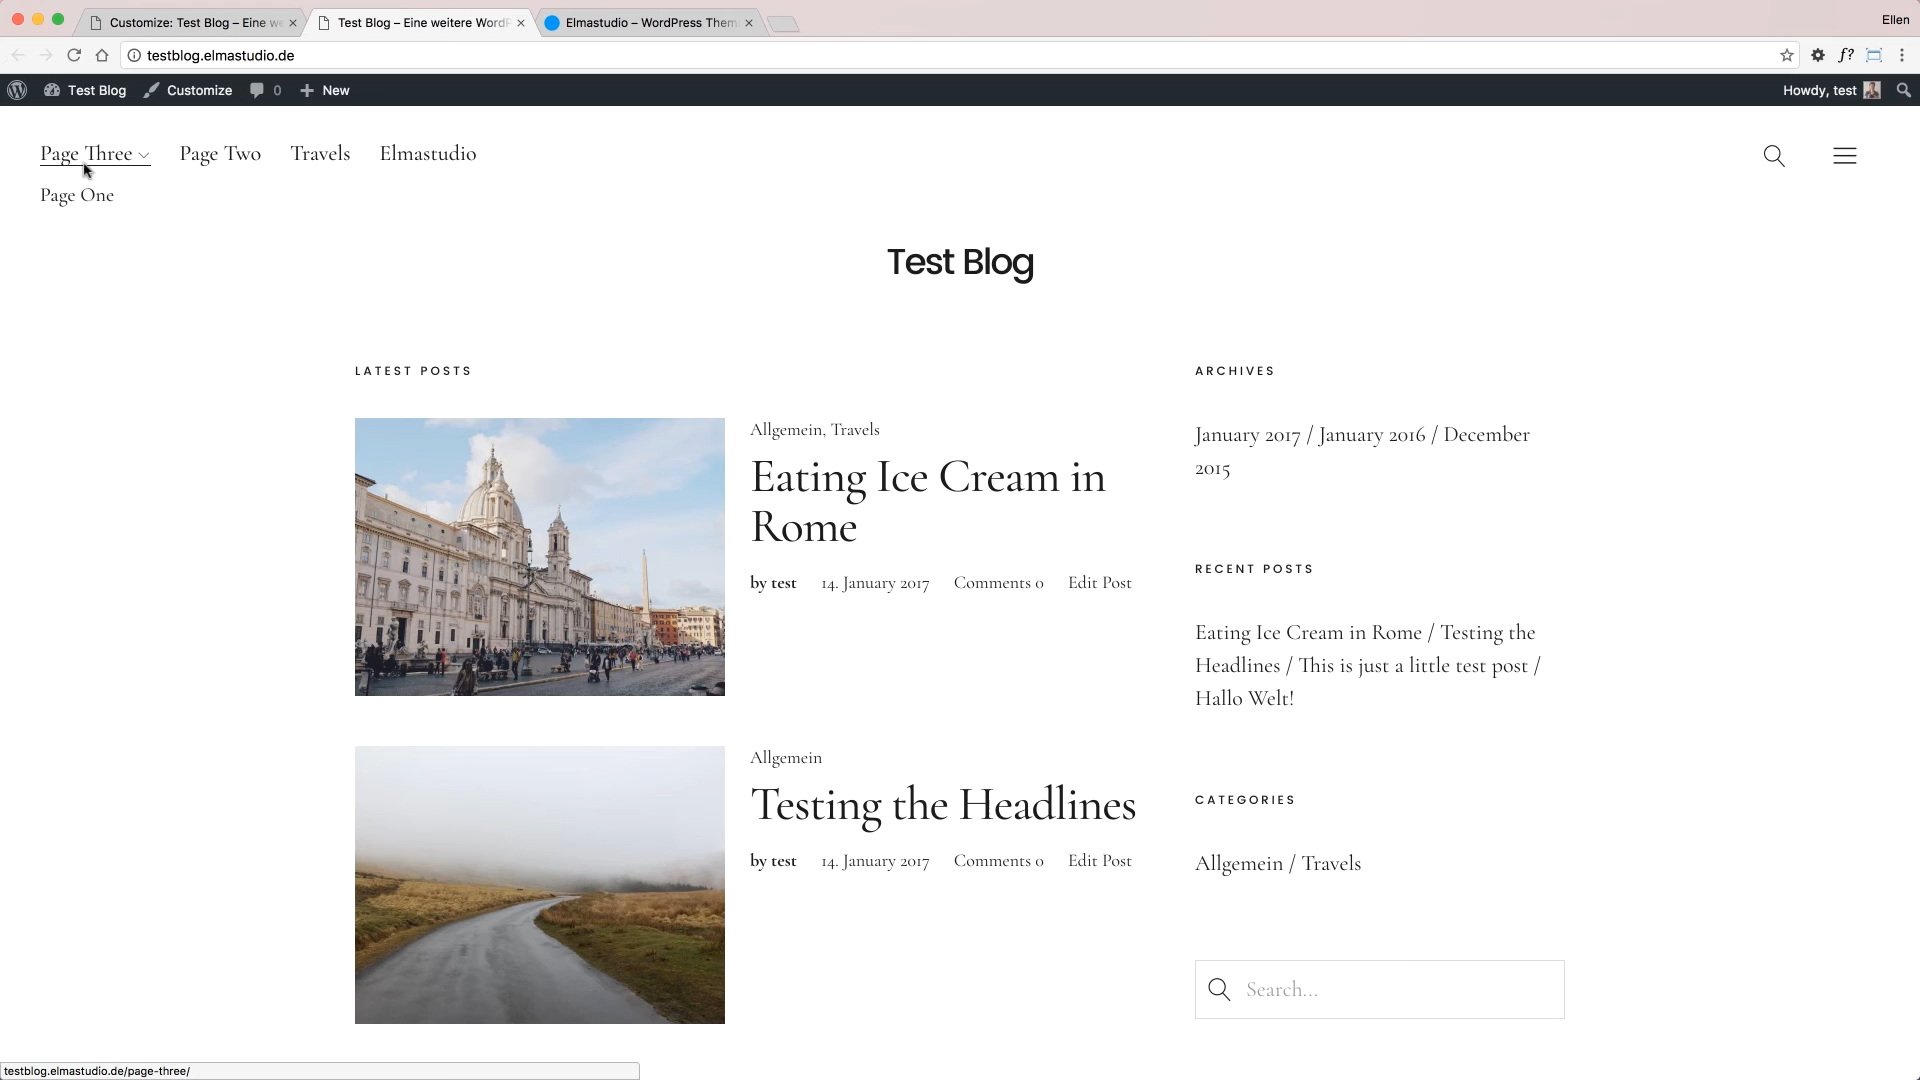 Customize: Test Blog – Eine we
Test Blog – Eine weitere WordP
Elmastudio – WordPress Them
Ellen
testblog.elmastudio.de
f?
Test Blog
Customize
0
New
Howdy, test
Page Three
Page Two
Travels
Elmastudio
Page One
Test Blog
LATEST POSTS
Allgemein, Travels
Eating Ice Cream in
Rome
by test 14. January 2017 Comments 0 Edit Post
Allgemein
Testing the Headlines
by test 14. January 2017 Comments 0 Edit Post
ARCHIVES
January 2017 / January 2016 / December
2015
RECENT POSTS
Eating Ice Cream in Rome / Testing the
Headlines / This is just a little test post /
Hallo Welt!
CATEGORIES
Allgemein / Travels
Search...
testblog.elmastudio.de/page-three/